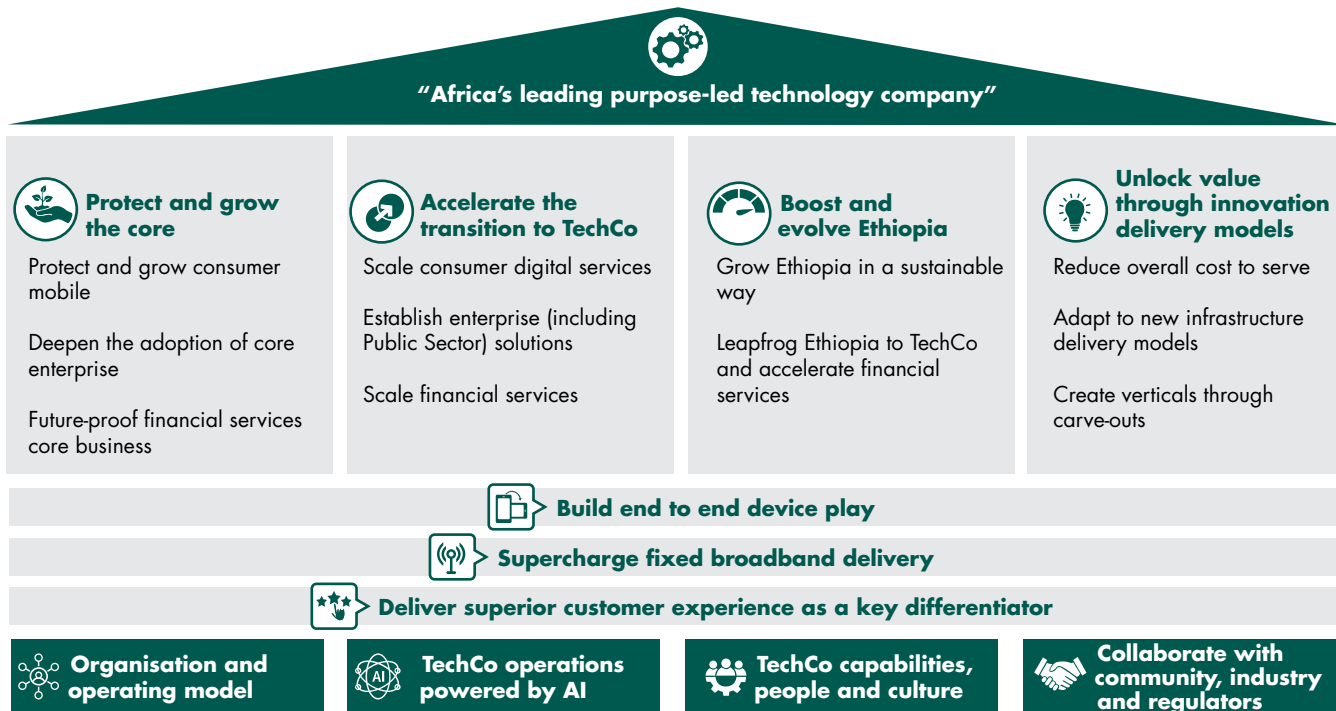 “Africa’s leading purpose-led technology company”
Protect and grow
the core
Protect and grow consumer
mobile
Deepen the adoption of core
enterprise
Future-proof financial services
core business
Accelerate the
transition to TechCo
Scale consumer digital services
Establish enterprise (including
Public Sector) solutions
Scale financial services
Boost and
evolve Ethiopia
Grow Ethiopia in a sustainable
way
Leapfrog Ethiopia to TechCo
and accelerate financial
services
Unlock value
through innovation
delivery models
Reduce overall cost to serve
Adapt to new infrastructure
delivery models
Create verticals through
carve-outs
Build end to end device play
Supercharge fixed broadband delivery
Deliver superior customer experience as a key differentiator
Organisation and
operating model
AI
TechCo operations
powered by AI
TechCo capabilities,
people and culture
Collaborate with
community, industry
and regulators